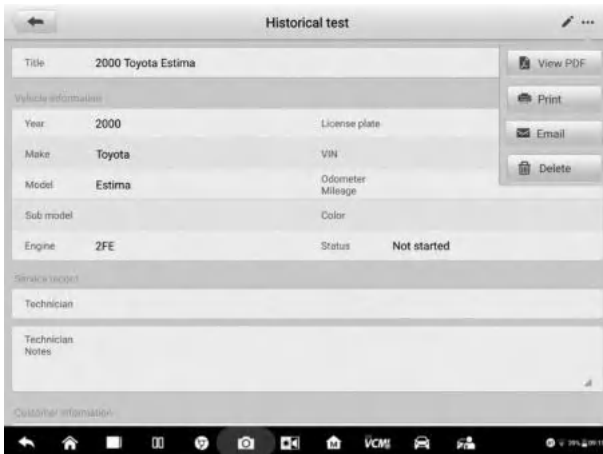 Historical test
Title 2000 Toyota Estima
View PDF
Vehicle information
Print
Year 2000 License plate
Email
Make Toyota VIN
Delete
Model Estima Odometer
Mileage
Sub model Color
Engine 2FE Status Not started
Service record
Technician
Technician
Notes
Customer information
VCMI